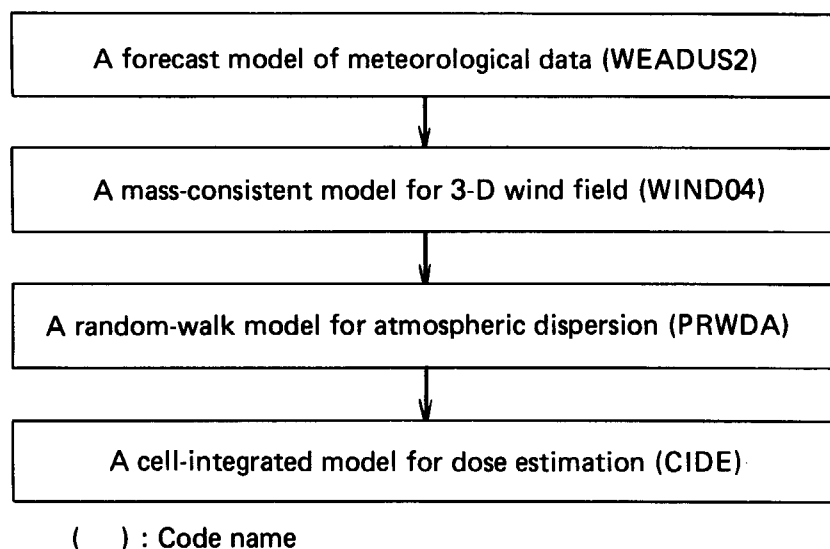 A forecast model of meteorological data (WEADUS2)
A mass-consistent model for 3-D wind field (WIND04)
A random-walk model for atmospheric dispersion (PRWDA)
A cell-integrated model for dose estimation (CIDE)
( ) : Code name